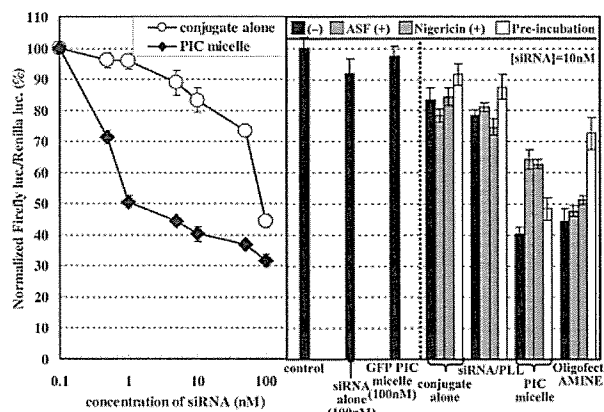 Normalized Firefly luc./Renilla luc. (%)
110
100
90
80
70
60
50
40
30
20
10
0
0.1
1
10
100
concentration of siRNA (nM)
conjugate alone
PIC micelle
(-)
ASF (+)
Nigericin (+)
Pre-incubation
[siRNA]=10nM
control
siRNA
alone
(100nM)
GFP PIC
micelle
(100nM)
conjugate
alone
siRNA/PLL
PIC
micelle
Oligofect
AMINE